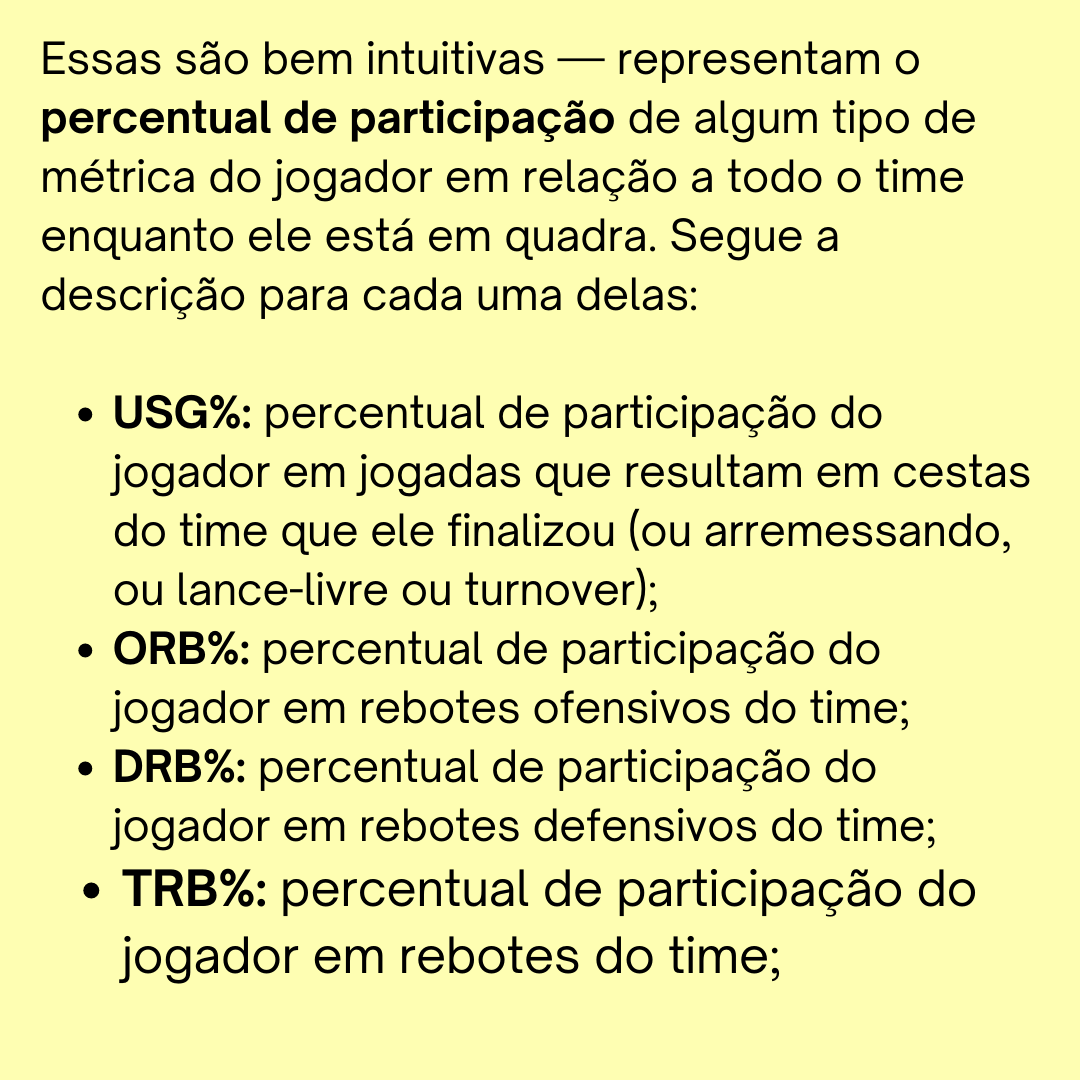 Essas são bem intuitivas — representam o
percentual de participação de algum tipo de
métrica do jogador em relação a todo o time
enquanto ele está em quadra. Segue a
descrição para cada uma delas:
• USG%: percentual de participação do
jogador em jogadas que resultam em cestas
do time que ele finalizou (ou arremessando,
ou lance-livre ou turnover);
• ORB%: percentual de participação do
jogador em rebotes ofensivos do time;
• DRB%: percentual de participação do
jogador em rebotes defensivos do time;
• TRB%: percentual de participação do
jogador em rebotes do time;